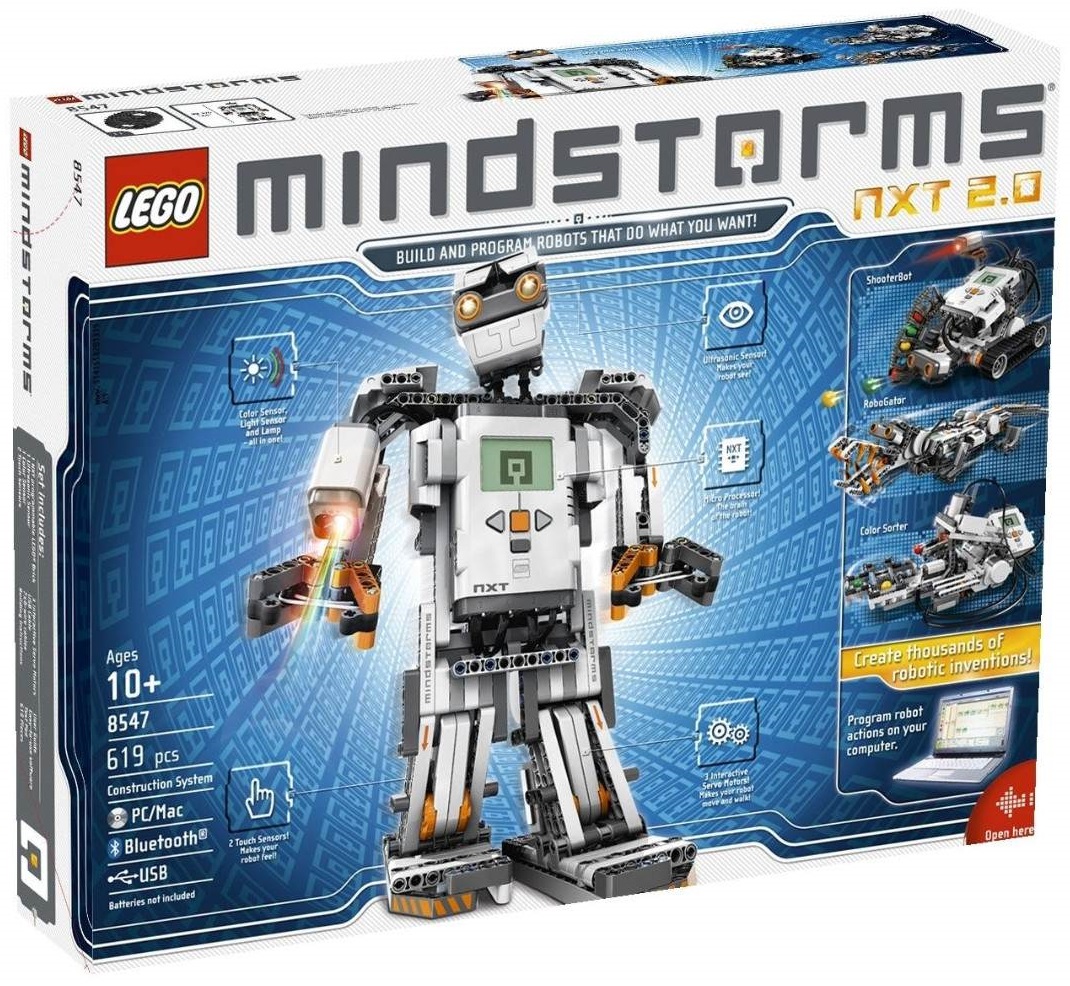 mindstorms
8547
LEGO
mindstorms®
NXT 2.0
BUILD AND PROGRAM ROBOTS THAT DO WHAT YOU WANT!
8547
LEGO
mindstorms
Color Sensor,
Light Sensor
and Lamp
- all in one!
Ultrasonic Sensor!
Makes your
robot see!
NXT
Micro Processor!
The brain
of the robot!
NXT
mindstorms
mindstorms
ShooterBot
RoboGator
Color Sorter
Create thousands of
robotic inventions!
Program robot
actions on your
computer.
Open here
3 Interactive
Servo Motors!
Makes your robot
move and walk!
2 Touch Sensors!
Makes your
robot feel!
Ages
10+
8547
619 pcs
Construction System
PC/Mac
Bluetooth®
USB
Batteries not included
Set includes: